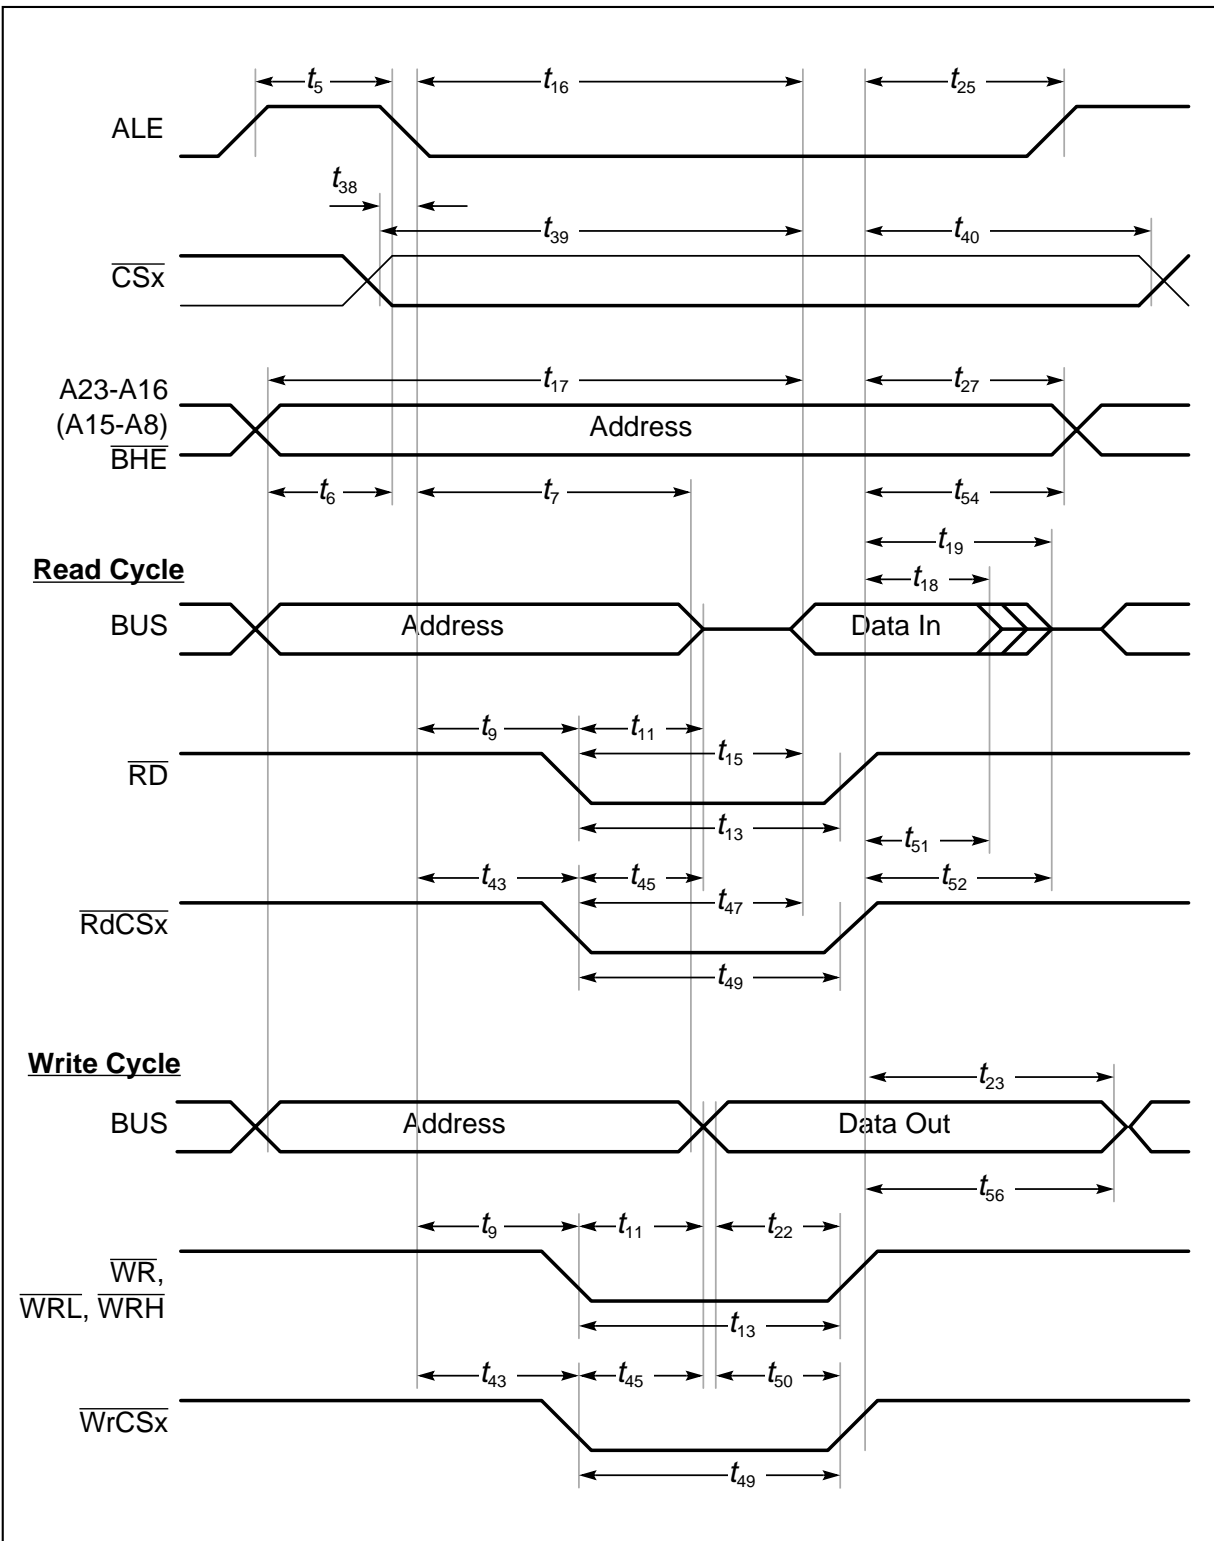 t5 t16 t25
ALE
t38
t39 t40
CSx
t17 t27
A23-A16
(A15-A8)
BHE
Address
t6 t7 t54
t19
Read Cycle
t18
BUS Address Data In
t9 t11
t15
RD
t13 t51
t43 t45 t52
t47
RdCSx
t49
Write Cycle
t23
BUS Address Data Out
t56
t9 t11 t22
WR,
WRL, WRH
t13
t43 t45 t50
WrCSx
t49